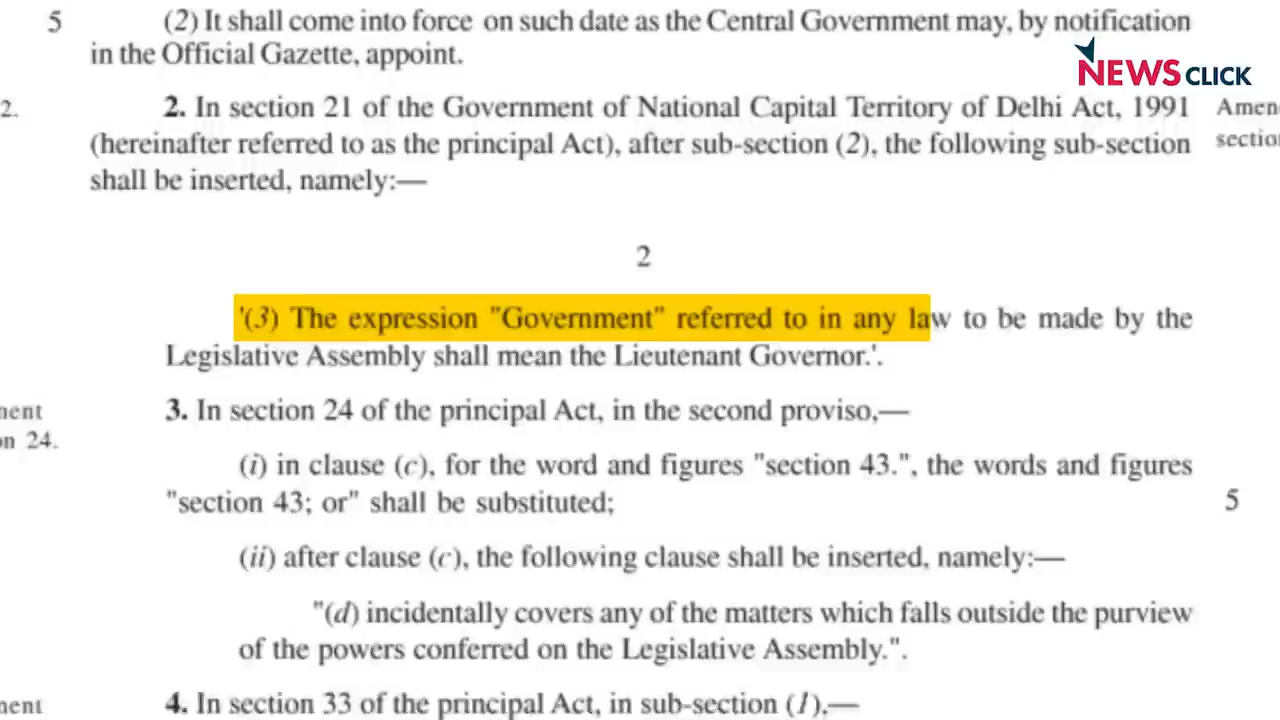 5 (2) It shall come into force on such date as the Central Government may, by notification
in the Official Gazette, appoint.
NEWSCLICK
2. 2. In section 21 of the Government of National Capital Territory of Delhi Act, 1991
(hereinafter referred to as the principal Act), after sub-section (2), the following sub-section
shall be inserted, namely:—
2
'(3) The expression "Government" referred to in any law to be made by the
Legislative Assembly shall mean the Lieutenant Governor.'.
3. In section 24 of the principal Act, in the second proviso,—
on 24.
(i) in clause (c), for the word and figures "section 43.", the words and figures
"section 43; or" shall be substituted; 5
(ii) after clause (c), the following clause shall be inserted, namely:—
"(d) incidentally covers any of the matters which falls outside the purview
of the powers conferred on the Legislative Assembly.".
4. In section 33 of the principal Act, in sub-section (1),—